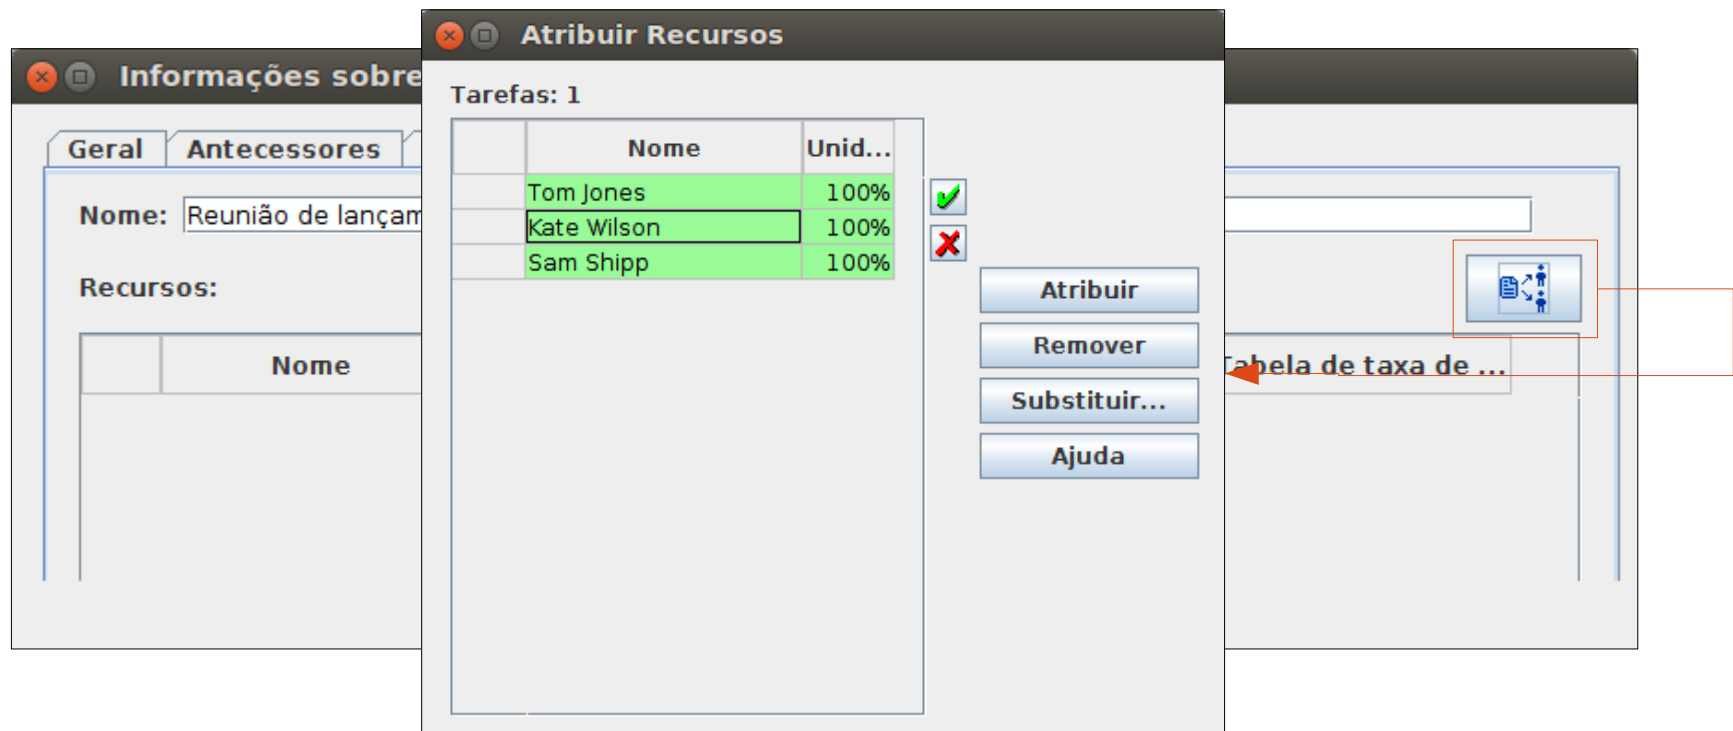 Atribuir Recursos
Informações sobre
Tarefas: 1
Geral
Antecessores
Nome
Unid...
Tom Jones 100%
Kate Wilson 100%
Sam Shipp 100%
Nome: Reunião de lançam
Recursos:
Atribuir
Remover
Substituir...
Ajuda
Nome
Tabela de taxa de ...